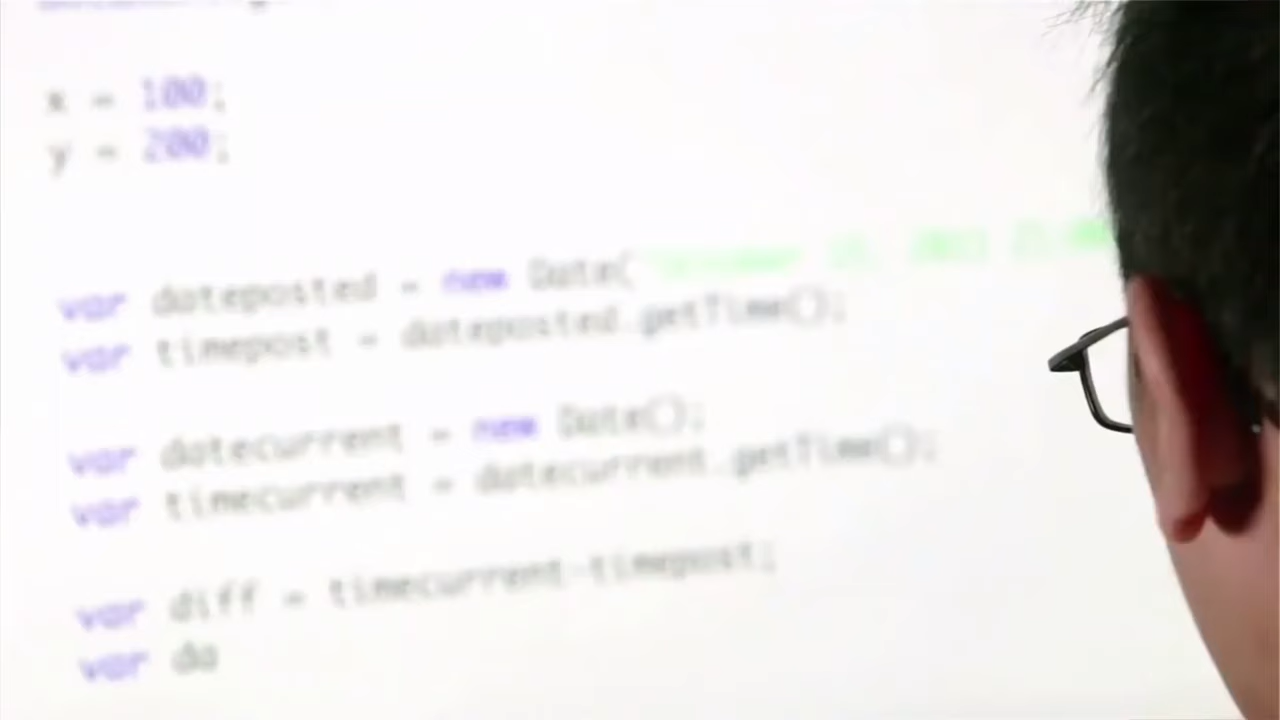 x = 100;
y = 200;
var dateposted = new Date(
var timepost = dateposted.getTime();
var datecurrent = new Date();
var timecurrent = datecurrent.getTime();
var diff = timecurrent-timepost;
var da